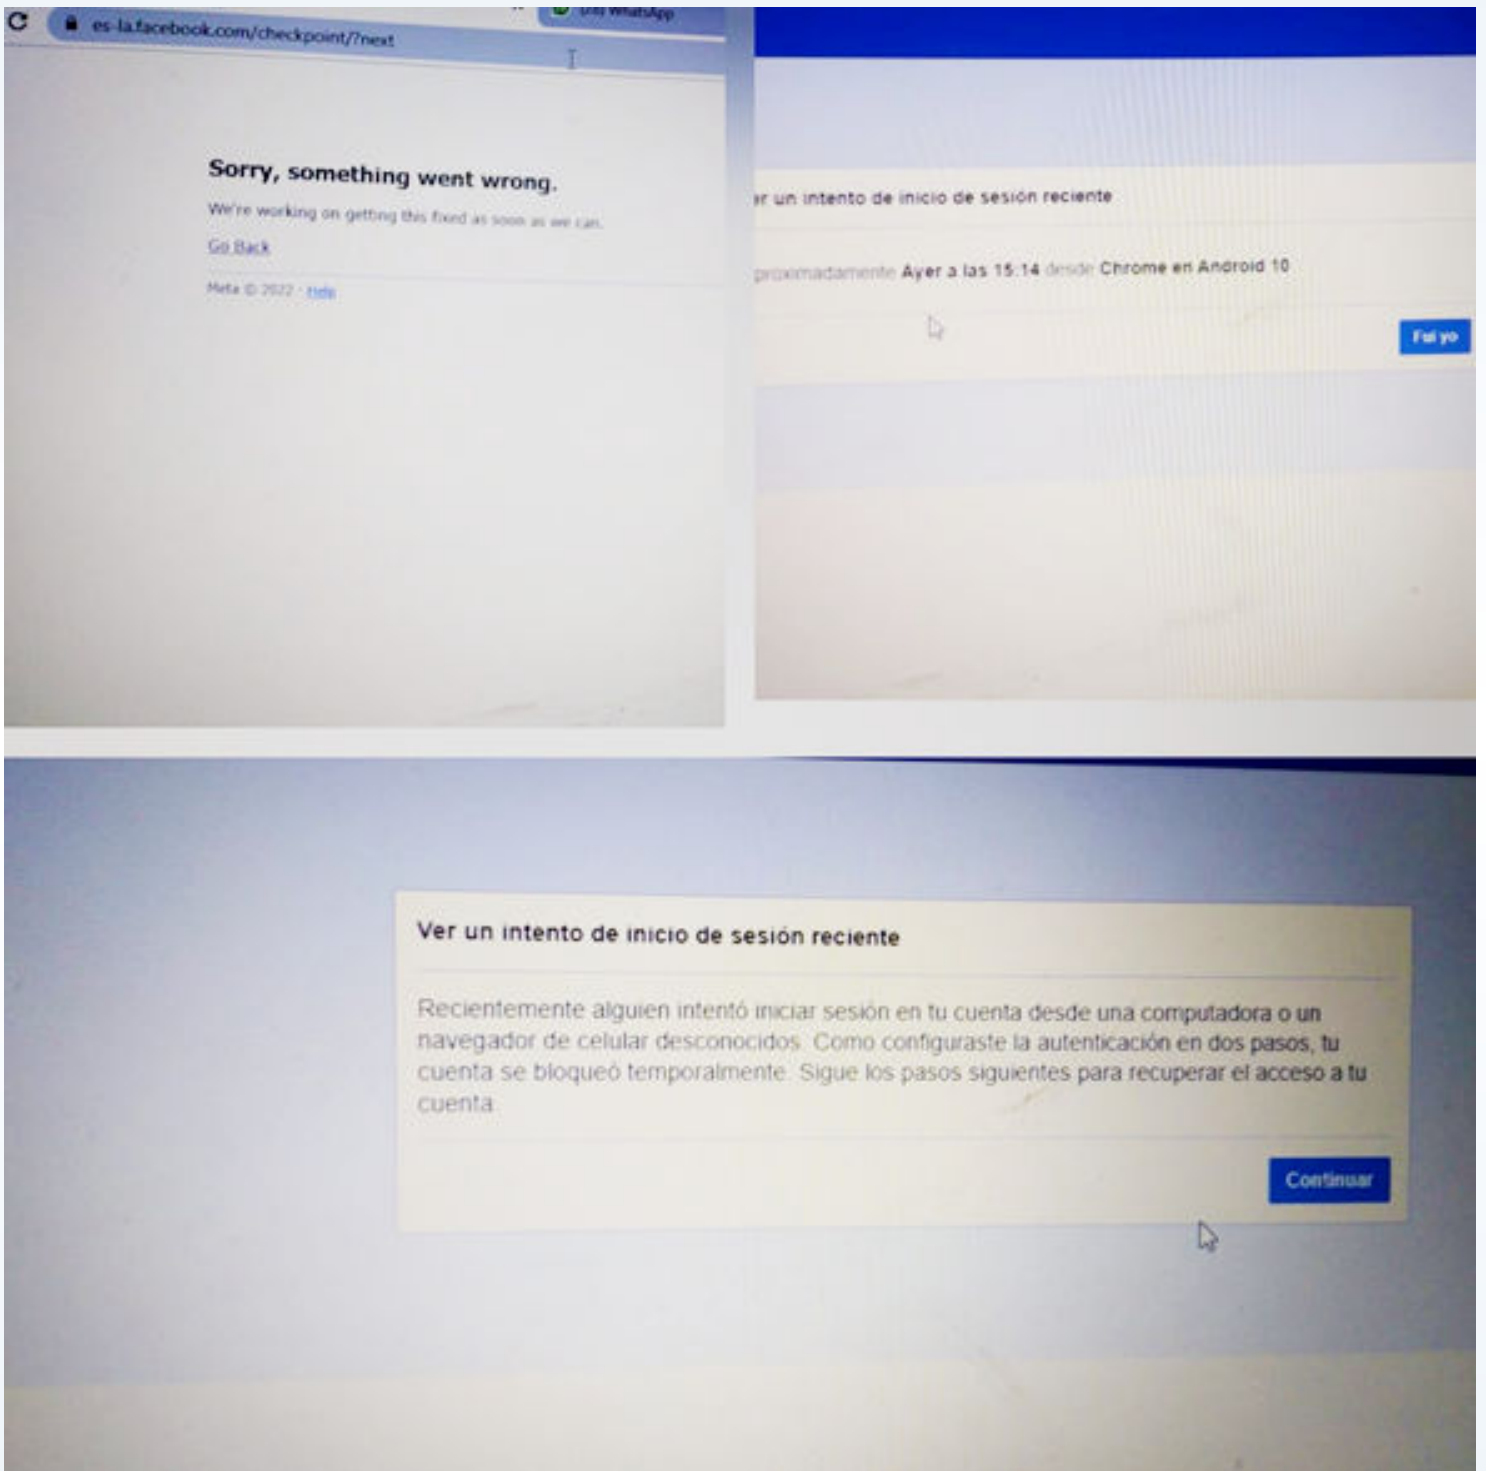 WhatsApp
es-la.facebook.com/checkpoint/?next
Sorry, something went wrong.
We're working on getting this fixed as soon as we can.
Go Back
Meta © 2022 · Help
er un intento de inicio de sesión reciente
proximadamente Ayer a las 15:14 desde Chrome en Android 10
Fui yo
Ver un intento de inicio de sesión reciente
Recientemente alguien intentó iniciar sesión en tu cuenta desde una computadora o un
navegador de celular desconocidos. Como configuraste la autenticación en dos pasos, tu
cuenta se bloqueó temporalmente. Sigue los pasos siguientes para recuperar el acceso a tu
cuenta.
Continuar